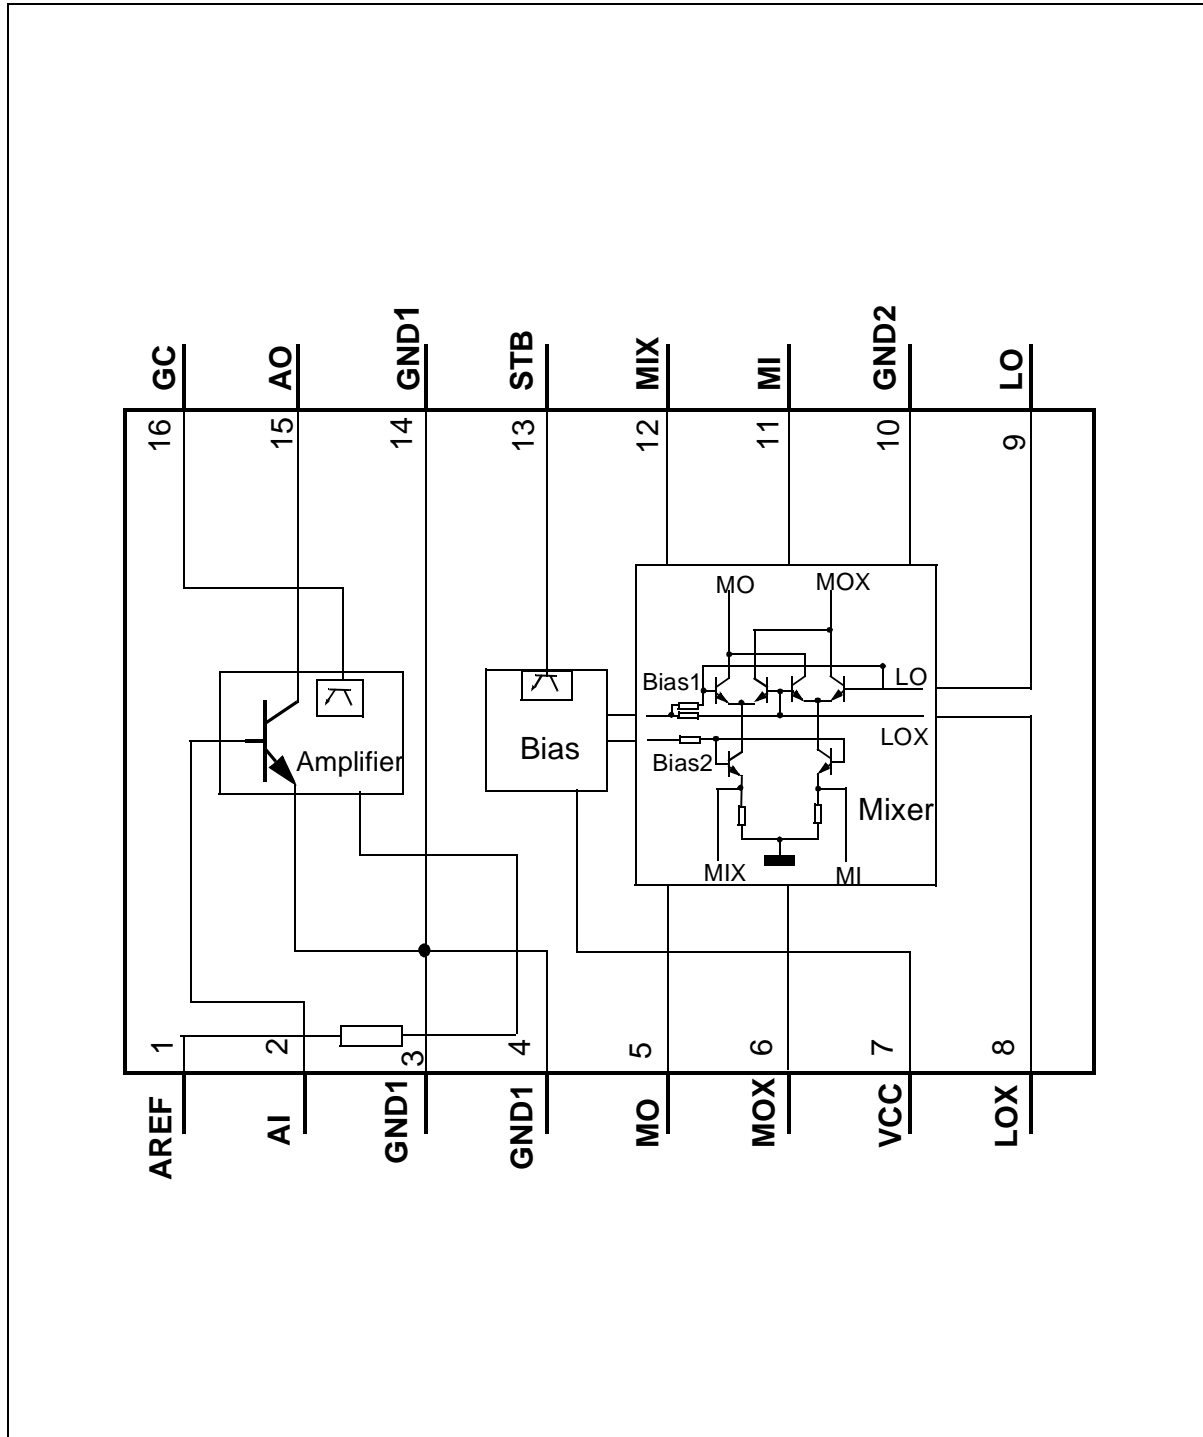 GC
AO
GND1
STB
MIX
MI
GND2
LO
16
15
14
13
12
11
10
9
MO
MOX
Bias1
LO
LOX
Bias
Bias2
Amplifier
Mixer
MIX
MI
1
2
3
4
5
6
7
8
AREF
AI
GND1
GND1
MO
MOX
VCC
LOX